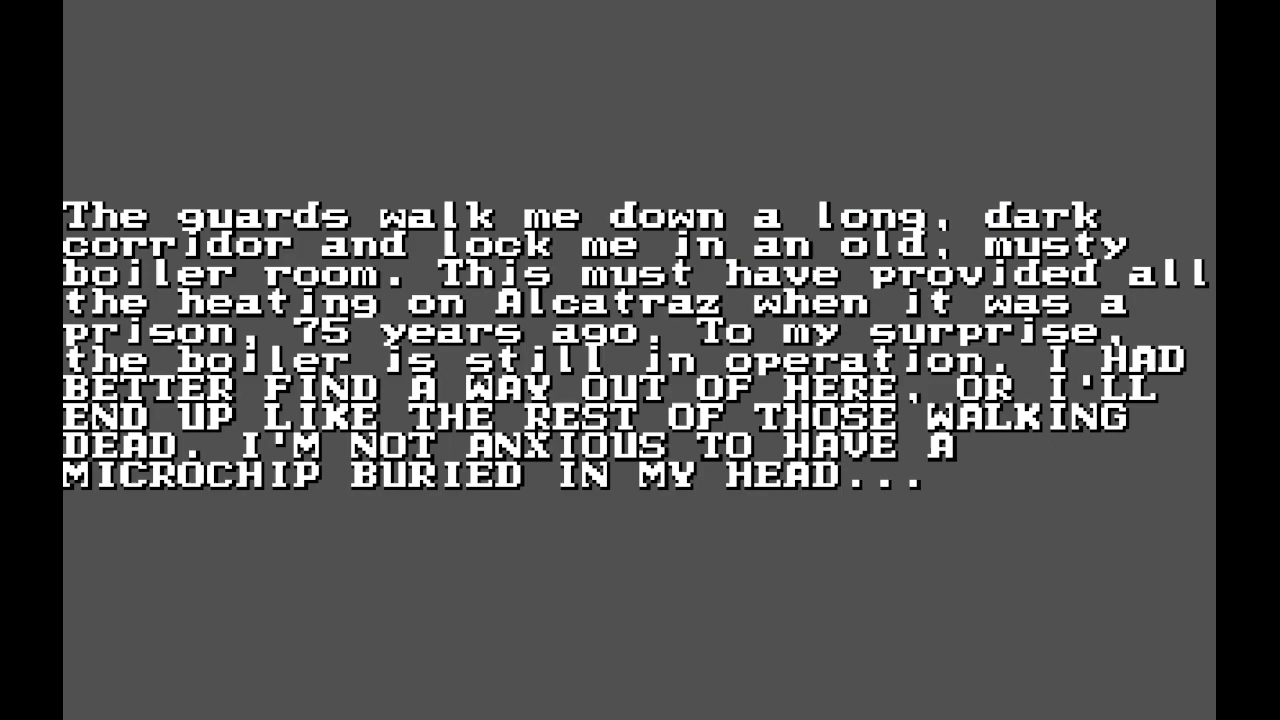 The guards walk me down a long, dark
corridor and lock me in an old, musty
boiler room. This must have provided all
the heating on Alcatraz when it was a
prison, 75 years ago. To my surprise,
the boiler is still in operation. I HAD
BETTER FIND A WAY OUT OF HERE, OR I'LL
END UP LIKE THE REST OF THOSE WALKING
DEAD. I'M NOT ANXIOUS TO HAVE A
MICROCHIP BURIED IN MY HEAD...